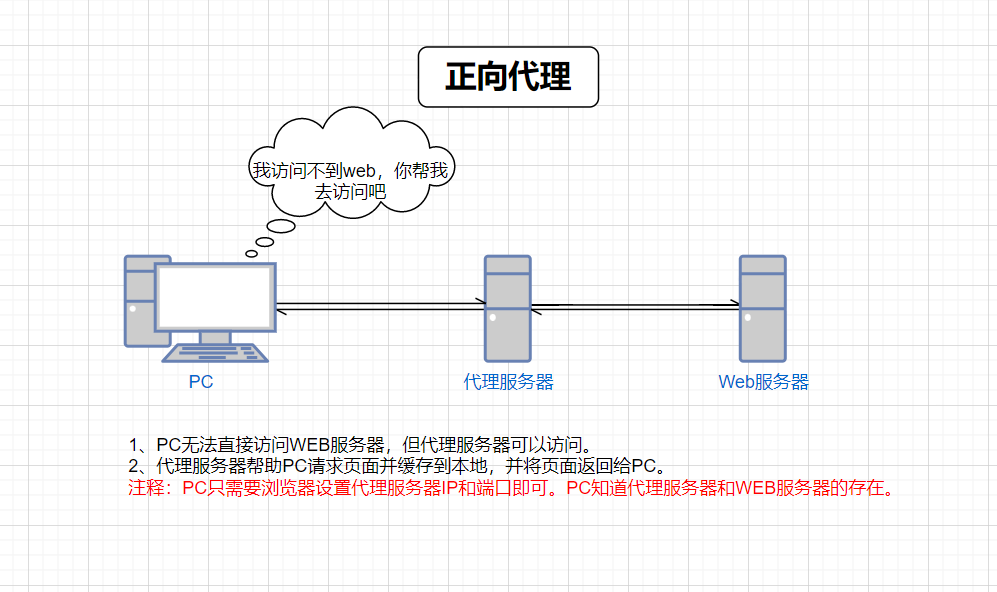 正向代理
我访问不到web，你帮我
去访问吧
PC
代理服务器
Web服务器
1、PC无法直接访问WEB服务器，但代理服务器可以访问。
2、代理服务器帮助PC请求页面并缓存到本地，并将页面返回给PC。
注释：PC只需要浏览器设置代理服务器IP和端口即可。PC知道代理服务器和WEB服务器的存在。